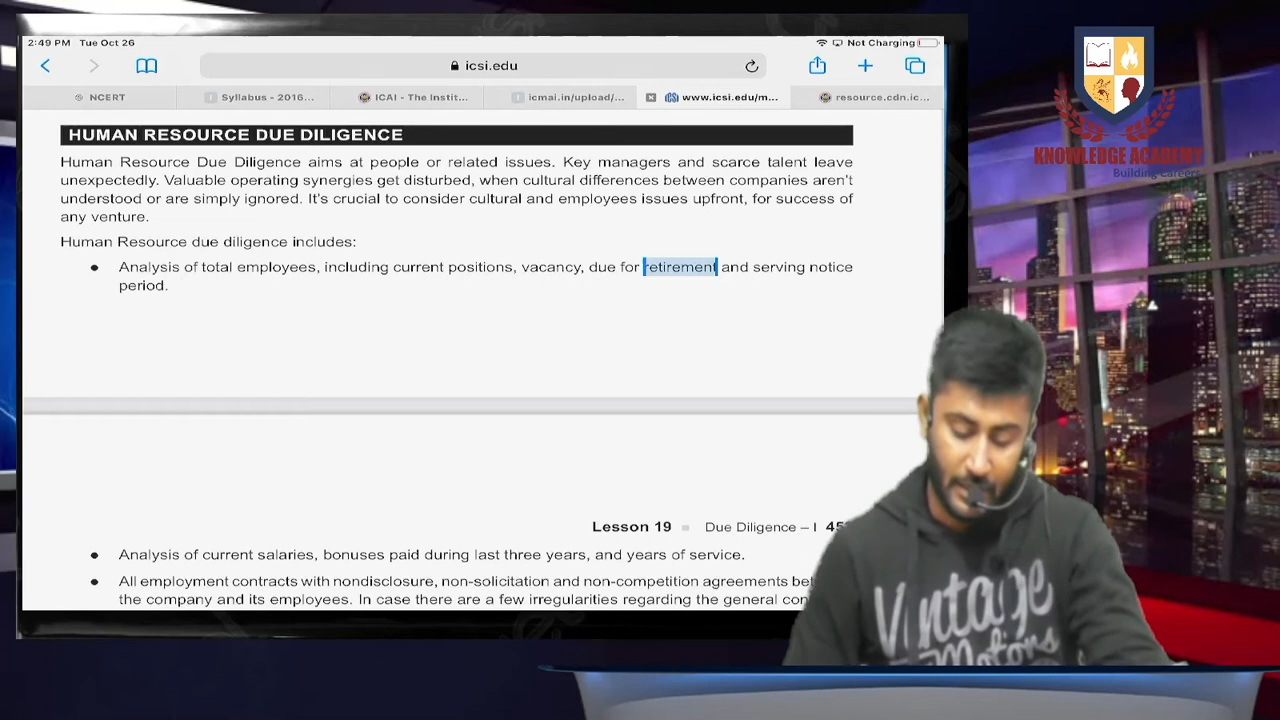 2:49 PM Tue Oct 26
Not Charging
icsi.edu
NCERT
Syllabus - 2016...
ICAI - The Instit...
icmai.in/upload/...
www.icsi.edu/m...
resource.cdn.ic...
KNOWLEDGE ACADEMY
Building Careers
HUMAN RESOURCE DUE DILIGENCE
Human Resource Due Diligence aims at people or related issues. Key managers and scarce talent leave
unexpectedly. Valuable operating synergies get disturbed, when cultural differences between companies aren't
understood or are simply ignored. It's crucial to consider cultural and employees issues upfront, for success of
any venture.
Human Resource due diligence includes:
• Analysis of total employees, including current positions, vacancy, due for retirement and serving notice
period.
Lesson 19 ■ Due Diligence – I
• Analysis of current salaries, bonuses paid during last three years, and years of service.
• All employment contracts with nondisclosure, non-solicitation and non-competition agreements
the company and its employees. In case there are a few irregularities regarding the general
Vintage
Motors